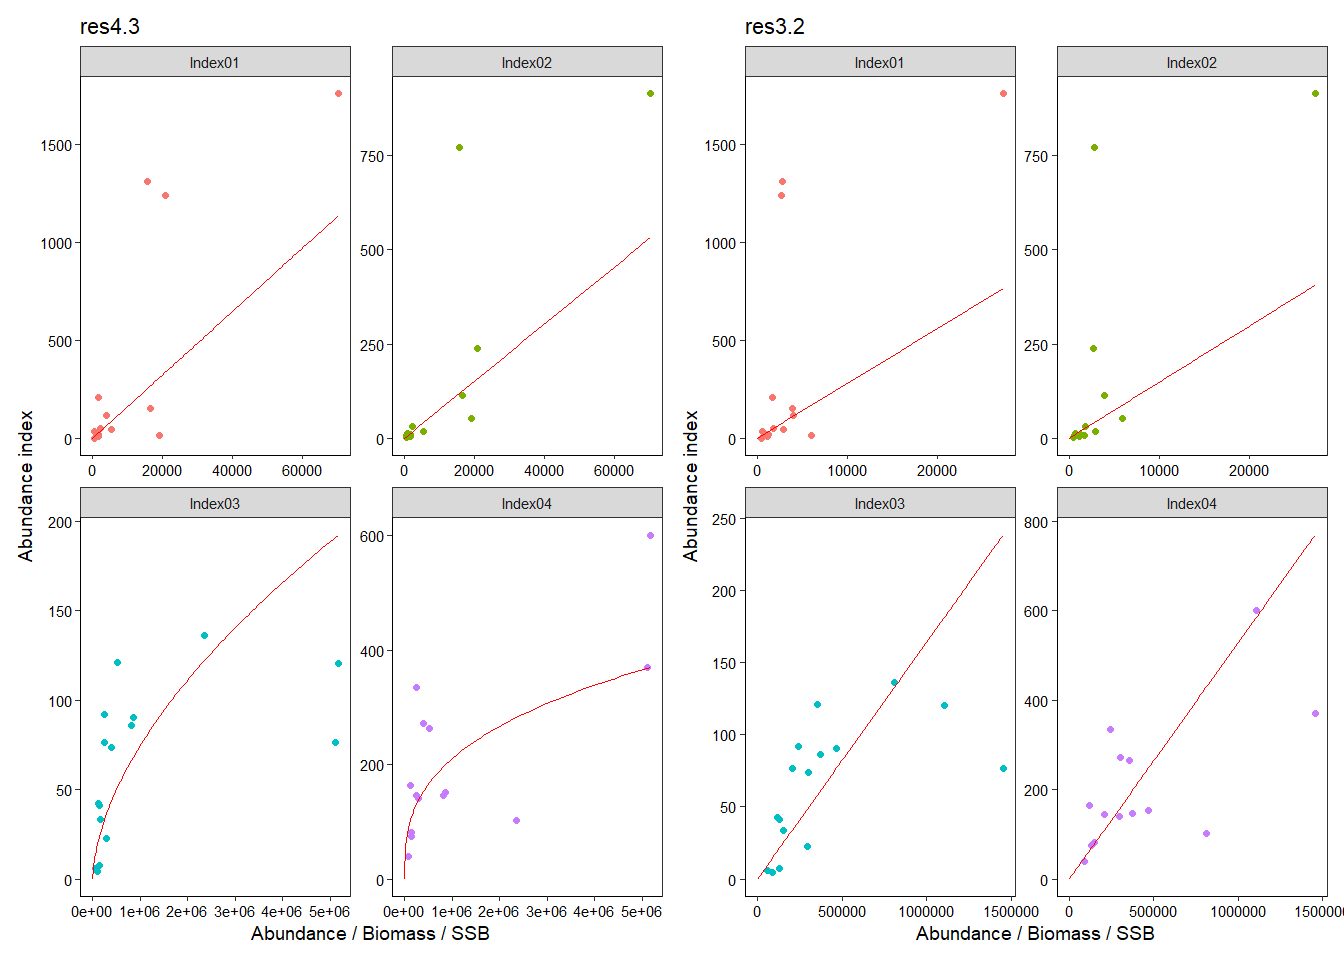 res4.3
res3.2
Index01
Index02
Index01
Index02
1500
1000
500
0
750
500
250
0
1500
1000
500
0
750
500
250
0
0 20000 40000 60000
0 20000 40000 60000
0 10000 20000
0 10000 20000
Abundance index
Abundance index
Index03
Index04
Index03
Index04
200
150
100
50
0
600
400
200
0
250
200
150
100
50
0
800
600
400
200
0
0e+00 1e+06 2e+06 3e+06 4e+06 5e+06
0e+00 1e+06 2e+06 3e+06 4e+06 5e+06
0 500000 1000000 1500000
0 500000 1000000 150000
Abundance / Biomass / SSB
Abundance / Biomass / SSB